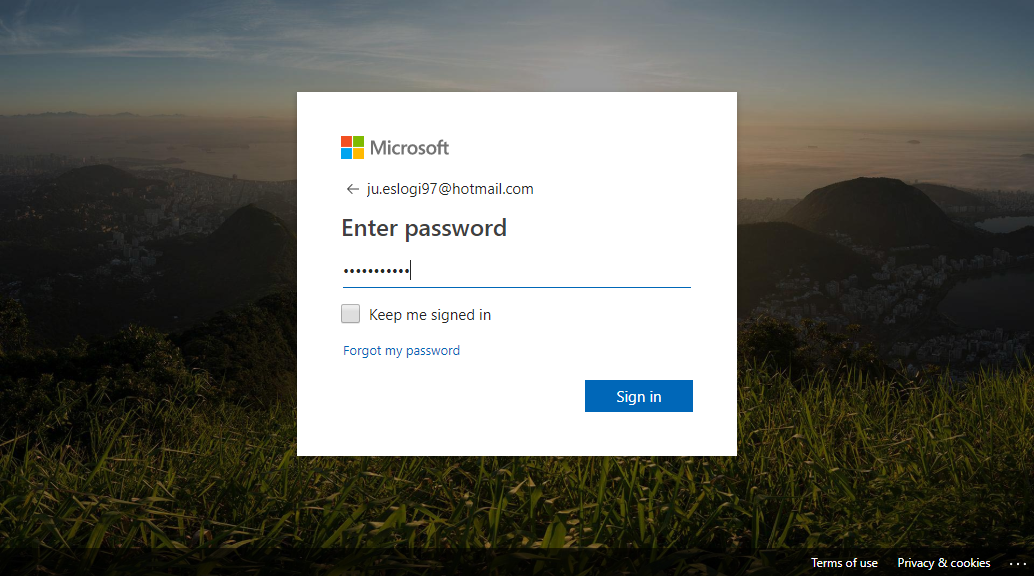 Microsoft
← ju.eslogi97@hotmail.com
Enter password
•••••••••••
Keep me signed in
Forgot my password
Sign in
Terms of use Privacy & cookies ...